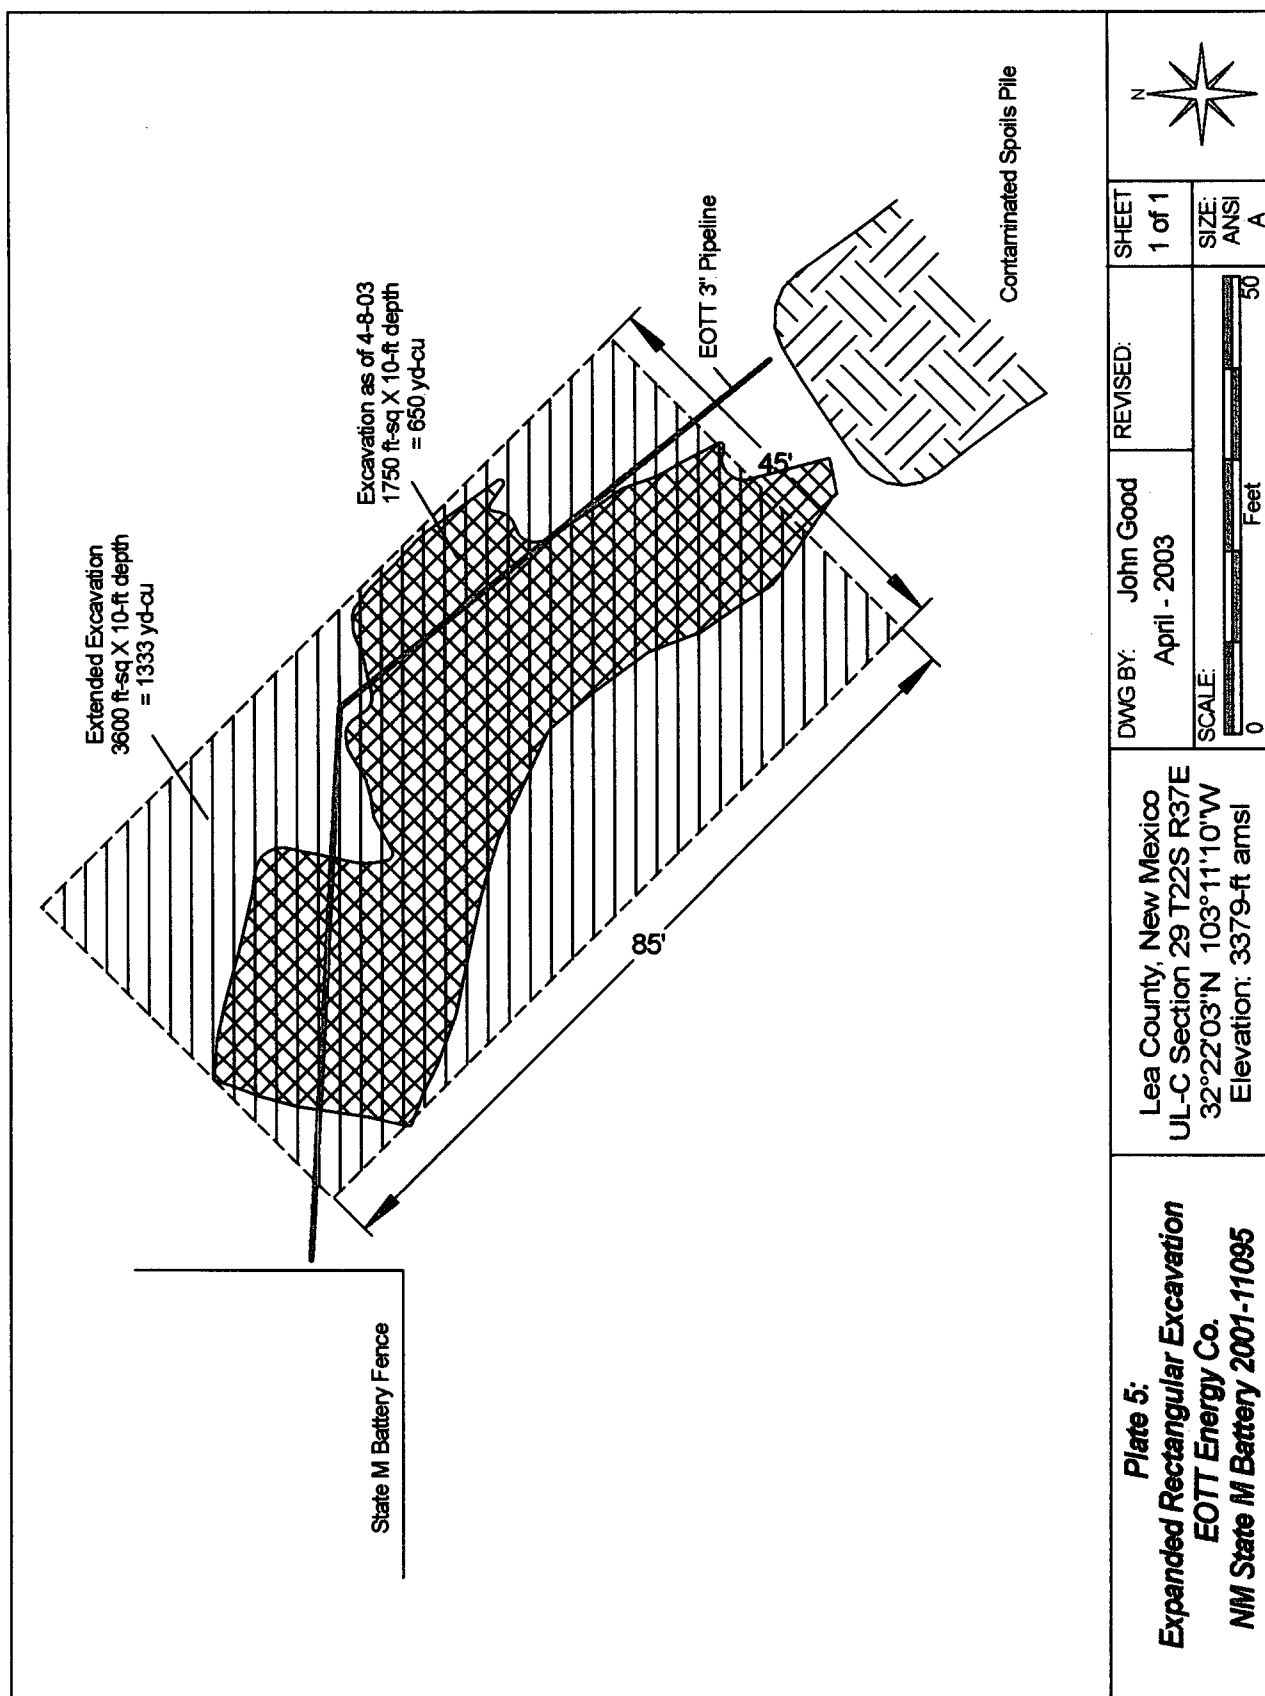 Extended Excavation
3600 ft-sq X 10-ft depth
= 1333 yd-cu
Excavation as of 4-8-03
1750 ft-sq X 10-ft depth
= 650 yd-cu
EOTT 3" Pipeline
Contaminated Spoils Pile
State M Battery Fence
85'
45'
Plate 5:
Expanded Rectangular Excavation
EOTT Energy Co.
NM State M Battery 2001-11095
Lea County, New Mexico
UL-C Section 29 T22S R37E
32°22'03"N 103°11'10"W
Elevation: 3379-ft amsl
DWG BY: John Good
April - 2003
REVISED:
SHEET
1 of 1
SCALE:
0 50
Feet
SIZE:
ANSI
A
N